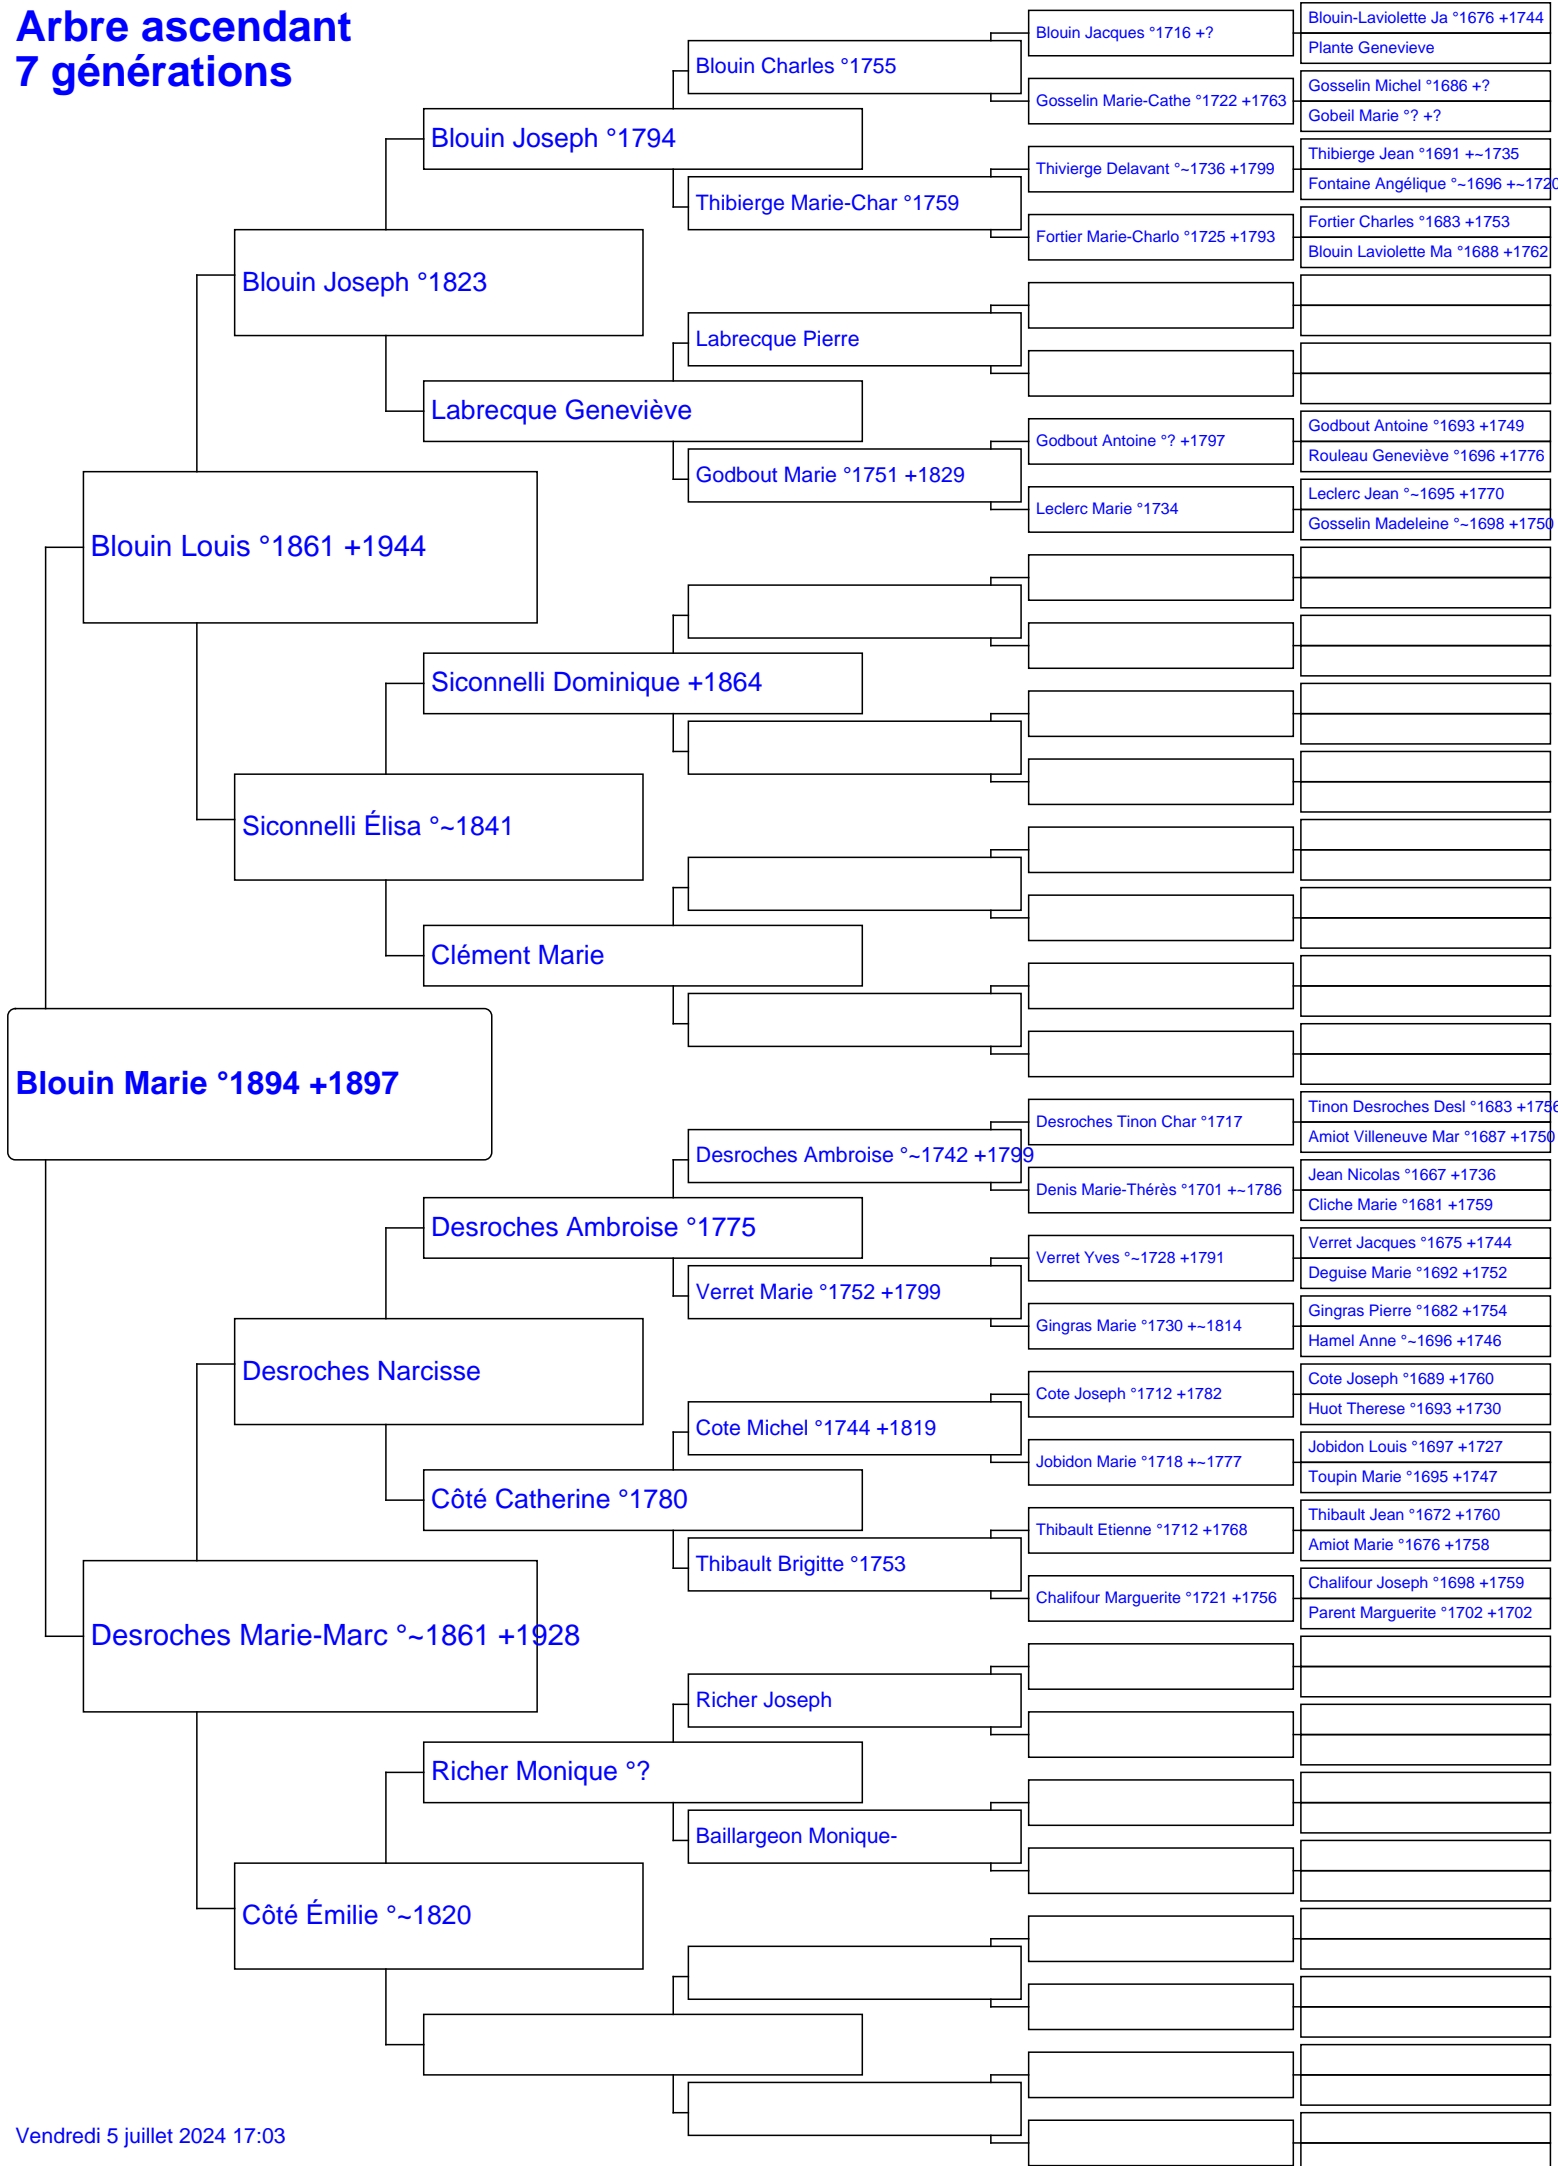 Arbre ascendant
7 générations
Blouin Marie °1894 +1897
Blouin Louis °1861 +1944
Desroches Marie-Marc °~1861 +1928
Blouin Joseph °1823
Siconnelli Élisa °~1841
Desroches Narcisse
Côté Émilie °~1820
Blouin Joseph °1794
Labrecque Geneviève
Siconnelli Dominique +1864
Clément Marie
Desroches Ambroise °1775
Côté Catherine °1780
Richer Monique °?
Blouin Charles °1755
Thibierge Marie-Char °1759
Labrecque Pierre
Godbout Marie °1751 +1829
Desroches Ambroise °~1742 +1799
Verret Marie °1752 +1799
Cote Michel °1744 +1819
Thibault Brigitte °1753
Richer Joseph
Baillargeon Monique-
Blouin Jacques °1716 +?
Gosselin Marie-Cathe °1722 +1763
Thivierge Delavant °~1736 +1799
Fortier Marie-Charlo °1725 +1793
Godbout Antoine °? +1797
Leclerc Marie °1734
Desroches Tinon Char °1717
Denis Marie-Thérès °1701 +~1786
Verret Yves °~1728 +1791
Gingras Marie °1730 +~1814
Cote Joseph °1712 +1782
Jobidon Marie °1718 +~1777
Thibault Etienne °1712 +1768
Chalifour Marguerite °1721 +1756
Blouin-Laviolette Ja °1676 +1744
Plante Genevieve
Gosselin Michel °1686 +?
Gobeil Marie °? +?
Thibierge Jean °1691 +~1735
Fontaine Angélique °~1696 +~1720
Fortier Charles °1683 +1753
Blouin Laviolette Ma °1688 +1762
Godbout Antoine °1693 +1749
Rouleau Geneviève °1696 +1776
Leclerc Jean °~1695 +1770
Gosselin Madeleine °~1698 +1750
Tinon Desroches Desl °1683 +1756
Amiot Villeneuve Mar °1687 +1750
Jean Nicolas °1667 +1736
Cliche Marie °1681 +1759
Verret Jacques °1675 +1744
Deguise Marie °1692 +1752
Gingras Pierre °1682 +1754
Hamel Anne °~1696 +1746
Cote Joseph °1689 +1760
Huot Therese °1693 +1730
Jobidon Louis °1697 +1727
Toupin Marie °1695 +1747
Thibault Jean °1672 +1760
Amiot Marie °1676 +1758
Chalifour Joseph °1698 +1759
Parent Marguerite °1702 +1702
Vendredi 5 juillet 2024 17:03